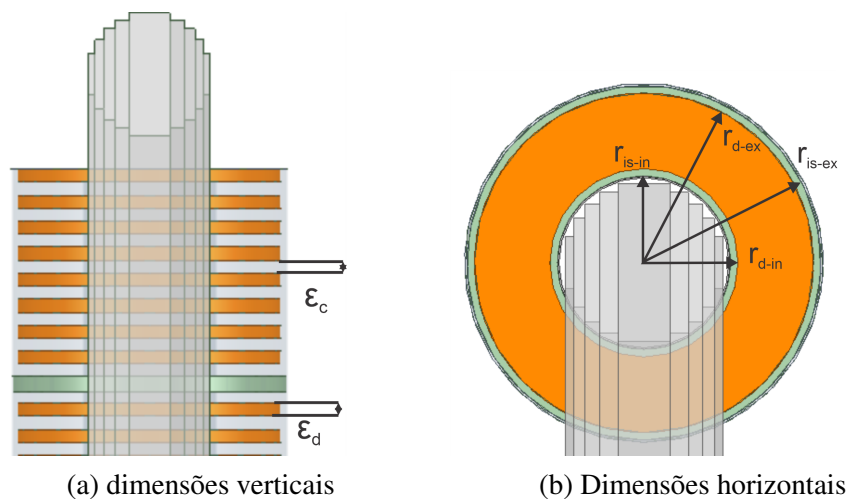 r_d-ex
r_is-in
r_is-ex
r_d-in
ε_c
ε_d
(a) dimensões verticais
(b) Dimensões horizontais